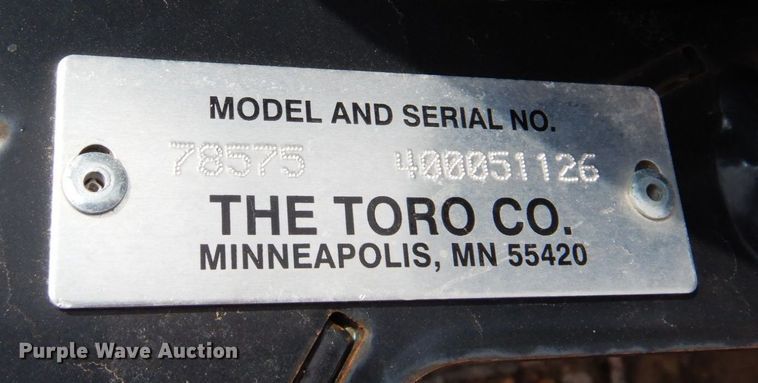 MODEL AND SERIAL NO.
78575 400051126
THE TORO CO.
MINNEAPOLIS, MN 55420
Purple Wave Auction